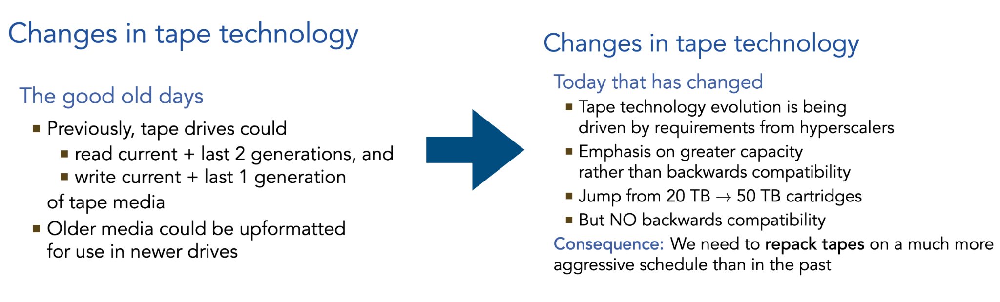 Changes in tape technology
The good old days
▪ Previously, tape drives could
▪ read current + last 2 generations, and
▪ write current + last 1 generation
of tape media
▪ Older media could be upformatted
for use in newer drives
Changes in tape technology
Today that has changed
▪ Tape technology evolution is being
driven by requirements from hyperscalers
▪ Emphasis on greater capacity
rather than backwards compatibility
▪ Jump from 20 TB → 50 TB cartridges
▪ But NO backwards compatibility
Consequence: We need to repack tapes on a much more
aggressive schedule than in the past